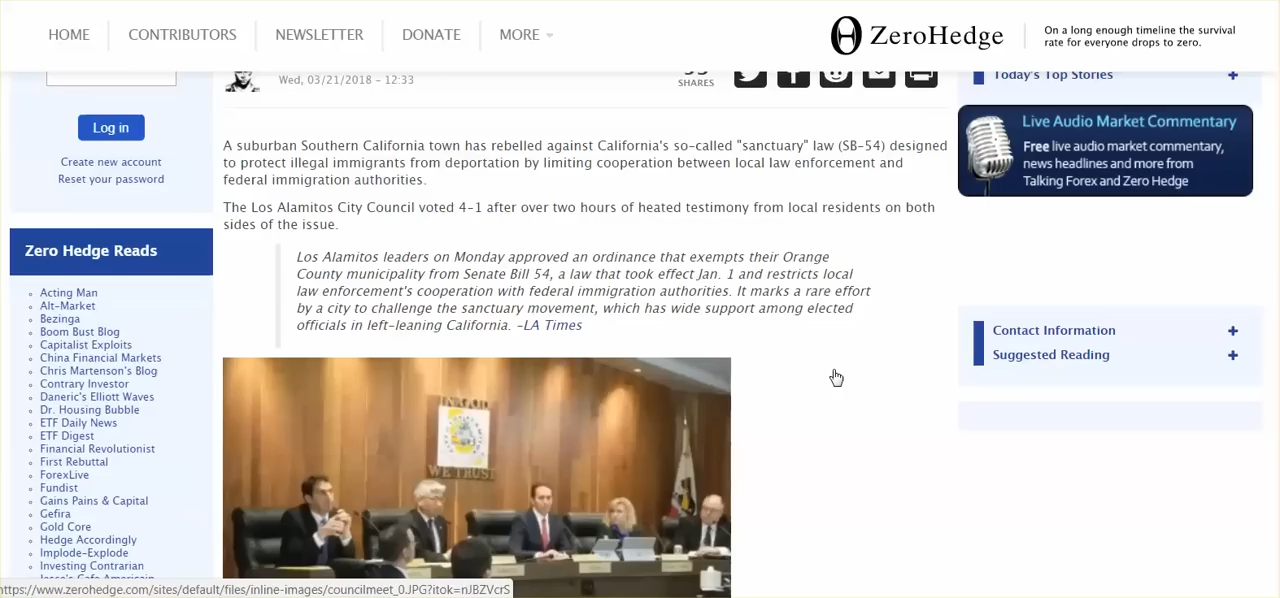 HOME
CONTRIBUTORS
NEWSLETTER
DONATE
MORE
ZeroHedge
On a long enough timeline the survival
rate for everyone drops to zero.
Wed, 03/21/2018 – 12:33
SHARES
Today's Top Stories
Log in
Create new account
Reset your password
Live Audio Market Commentary
Free live audio market commentary,
news headlines and more from
Talking Forex and Zero Hedge
A suburban Southern California town has rebelled against California's so-called "sanctuary" law (SB-54) designed
to protect illegal immigrants from deportation by limiting cooperation between local law enforcement and
federal immigration authorities.
The Los Alamitos City Council voted 4-1 after over two hours of heated testimony from local residents on both
sides of the issue.
Los Alamitos leaders on Monday approved an ordinance that exempts their Orange
County municipality from Senate Bill 54, a law that took effect Jan. 1 and restricts local
law enforcement's cooperation with federal immigration authorities. It marks a rare effort
by a city to challenge the sanctuary movement, which has wide support among elected
officials in left-leaning California. –LA Times
Zero Hedge Reads
Acting Man
Alt-Market
Bezinga
Boom Bust Blog
Capitalist Exploits
China Financial Markets
Chris Martenson's Blog
Contrary Investor
Daneric's Elliott Waves
Dr. Housing Bubble
ETF Daily News
ETF Digest
Financial Revolutionist
First Rebuttal
ForexLive
Fundist
Gains Pains & Capital
Gefira
Gold Core
Hedge Accordingly
Implode-Explode
Investing Contrarian
Contact Information
Suggested Reading
WE TRUST
https://www.zerohedge.com/sites/default/files/inline-images/councilmeet_0.JPG?itok=nJBZVcrS